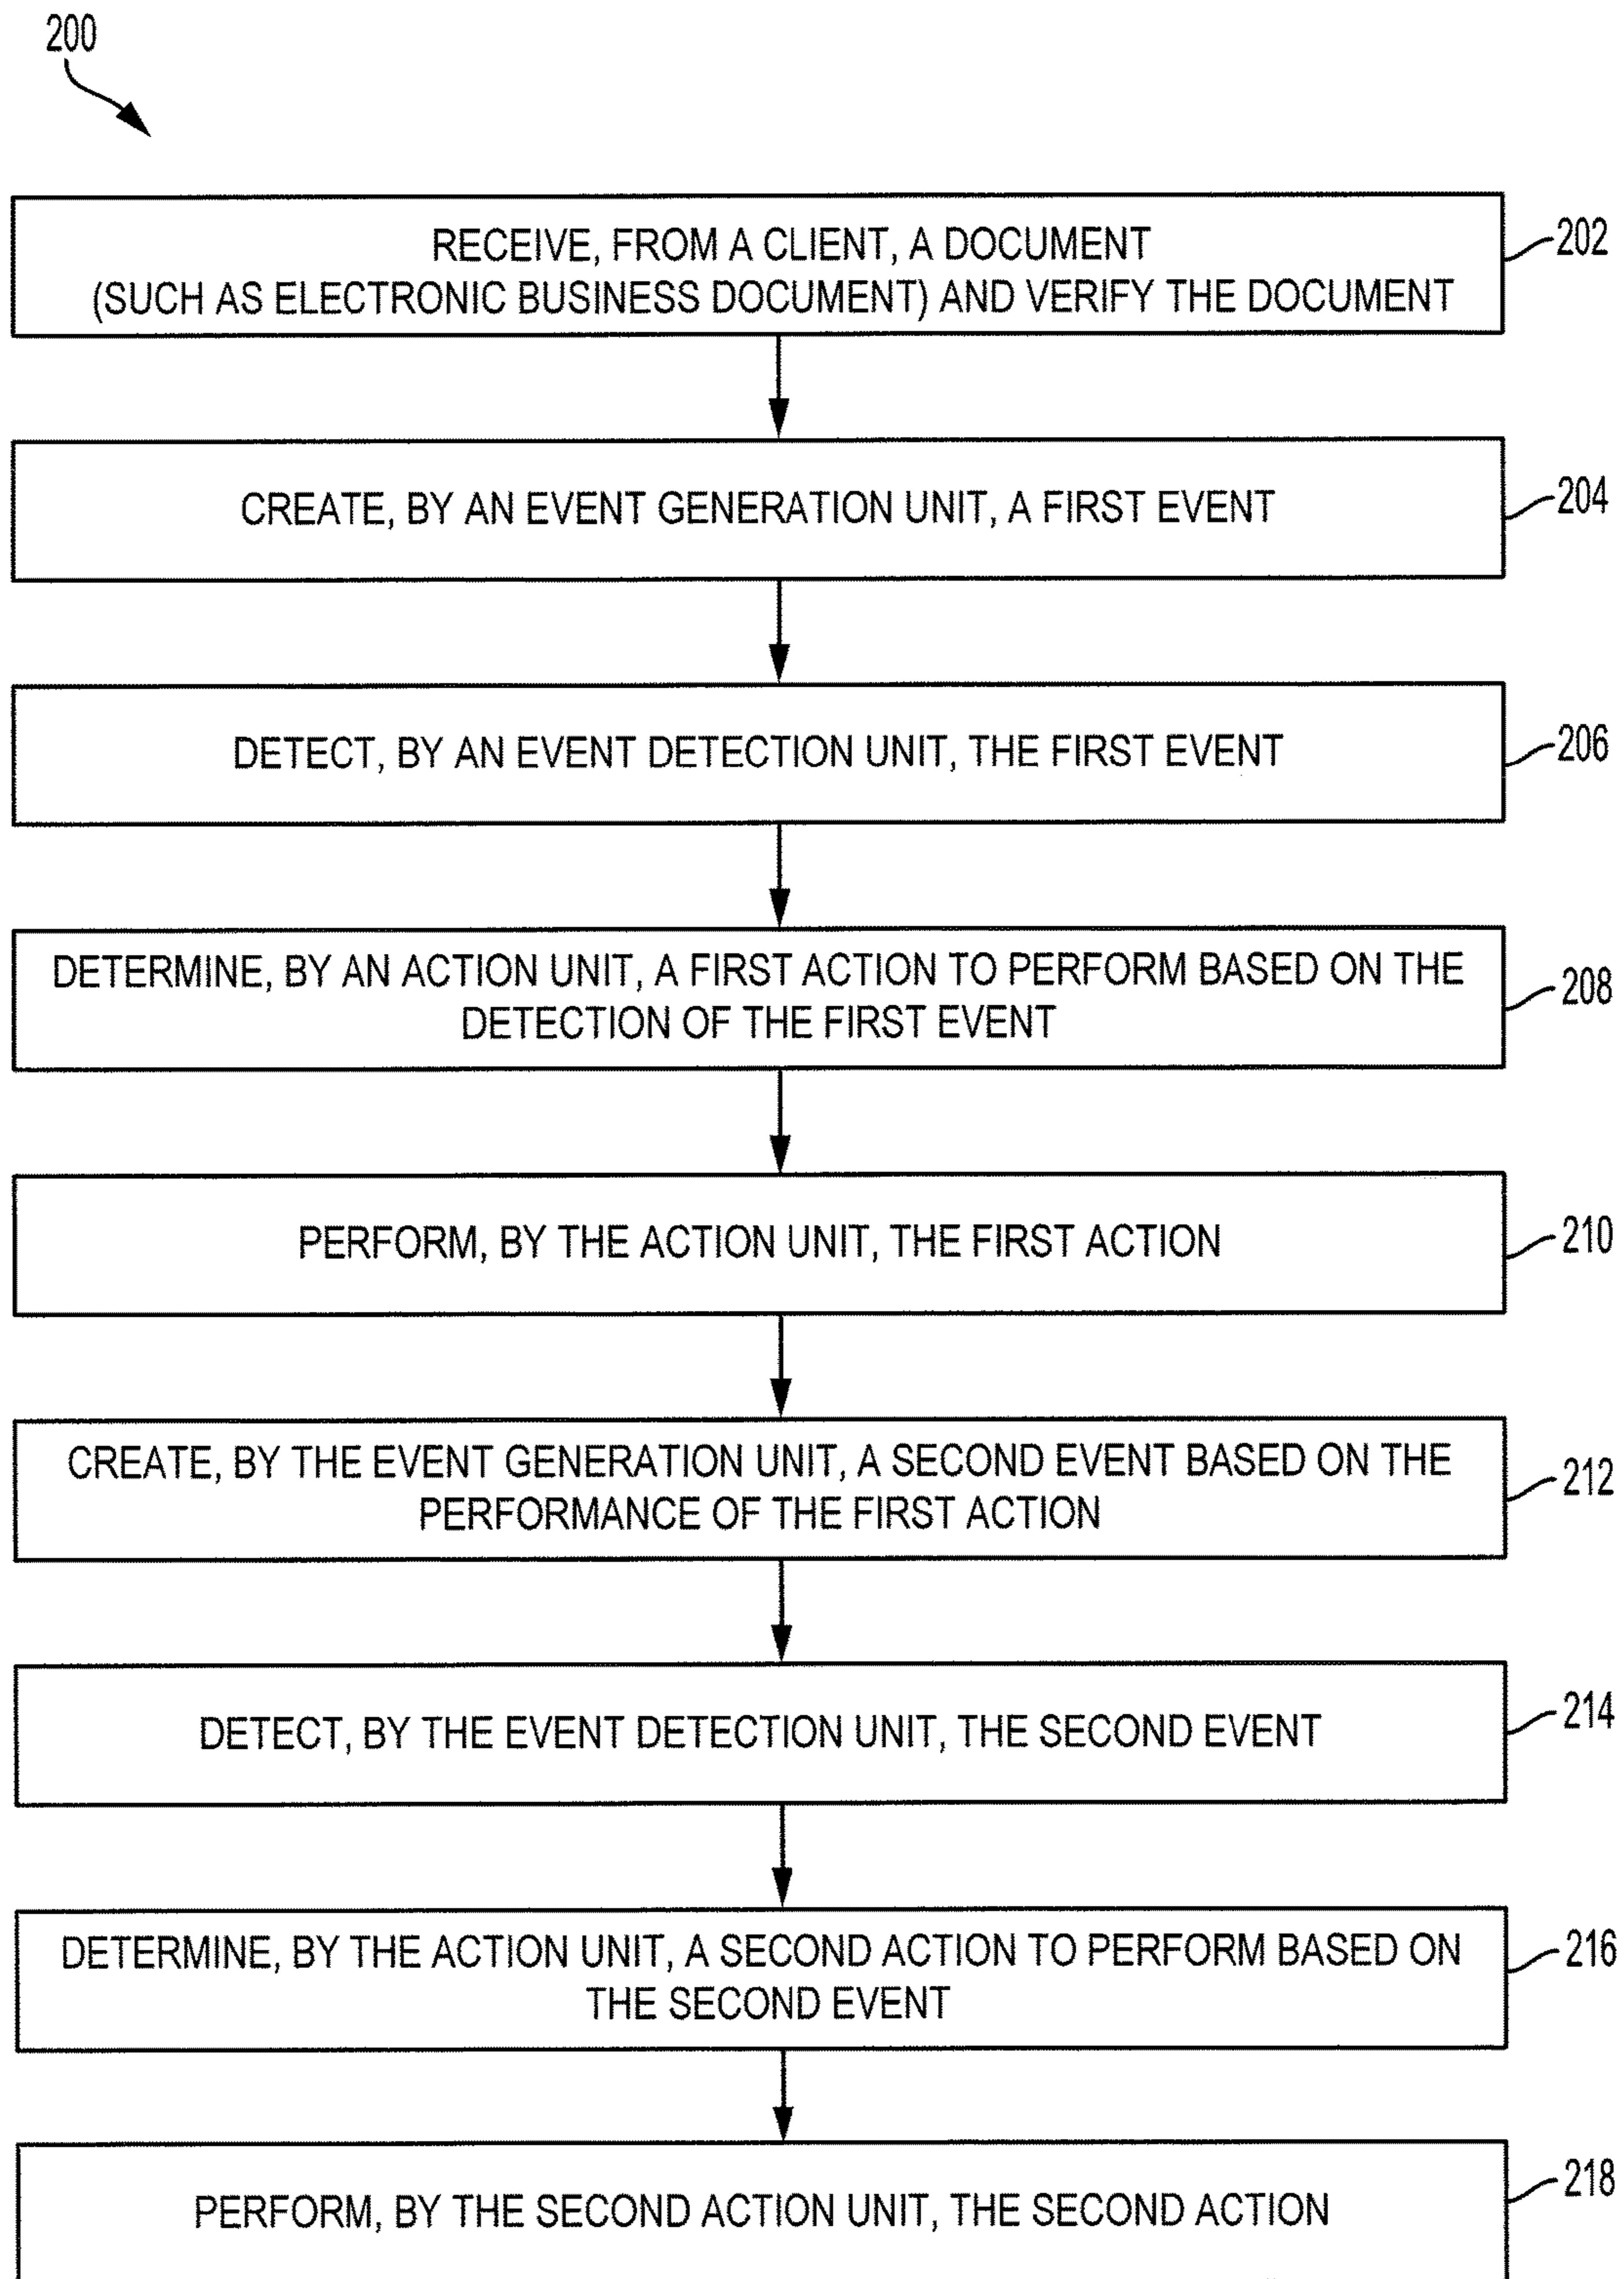 200
RECEIVE, FROM A CLIENT, A DOCUMENT
(SUCH AS ELECTRONIC BUSINESS DOCUMENT) AND VERIFY THE DOCUMENT
202
CREATE, BY AN EVENT GENERATION UNIT, A FIRST EVENT
204
DETECT, BY AN EVENT DETECTION UNIT, THE FIRST EVENT
206
DETERMINE, BY AN ACTION UNIT, A FIRST ACTION TO PERFORM BASED ON THE
DETECTION OF THE FIRST EVENT
208
PERFORM, BY THE ACTION UNIT, THE FIRST ACTION
210
CREATE, BY THE EVENT GENERATION UNIT, A SECOND EVENT BASED ON THE
PERFORMANCE OF THE FIRST ACTION
212
DETECT, BY THE EVENT DETECTION UNIT, THE SECOND EVENT
214
DETERMINE, BY THE ACTION UNIT, A SECOND ACTION TO PERFORM BASED ON
THE SECOND EVENT
216
PERFORM, BY THE SECOND ACTION UNIT, THE SECOND ACTION
218